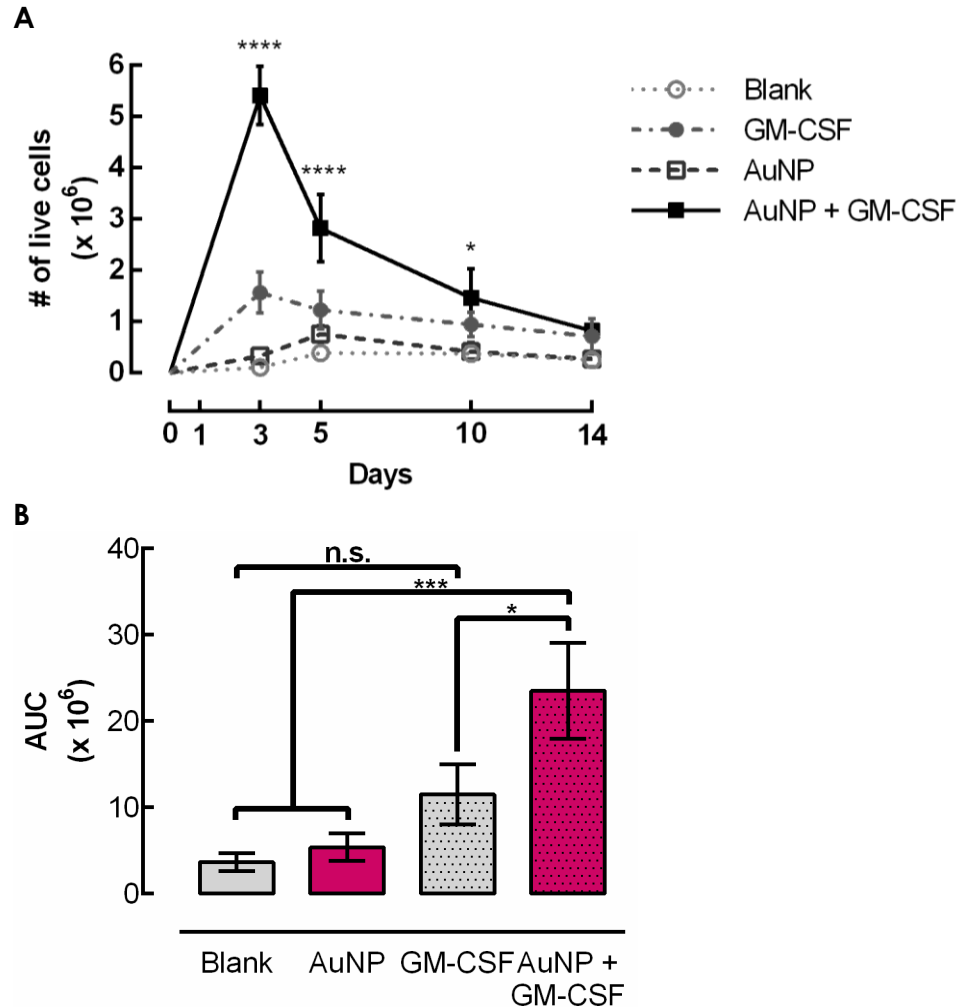 A
****
6
5
4
3
2
1
0
****
*
# of live cells
(x 10⁶)
0 1 3 5 10 14
Days
Blank
GM-CSF
AuNP
AuNP + GM-CSF
B
40
30
20
10
0
AUC
(x 10⁶)
n.s.
***
*
Blank AuNP GM-CSF AuNP +
GM-CSF